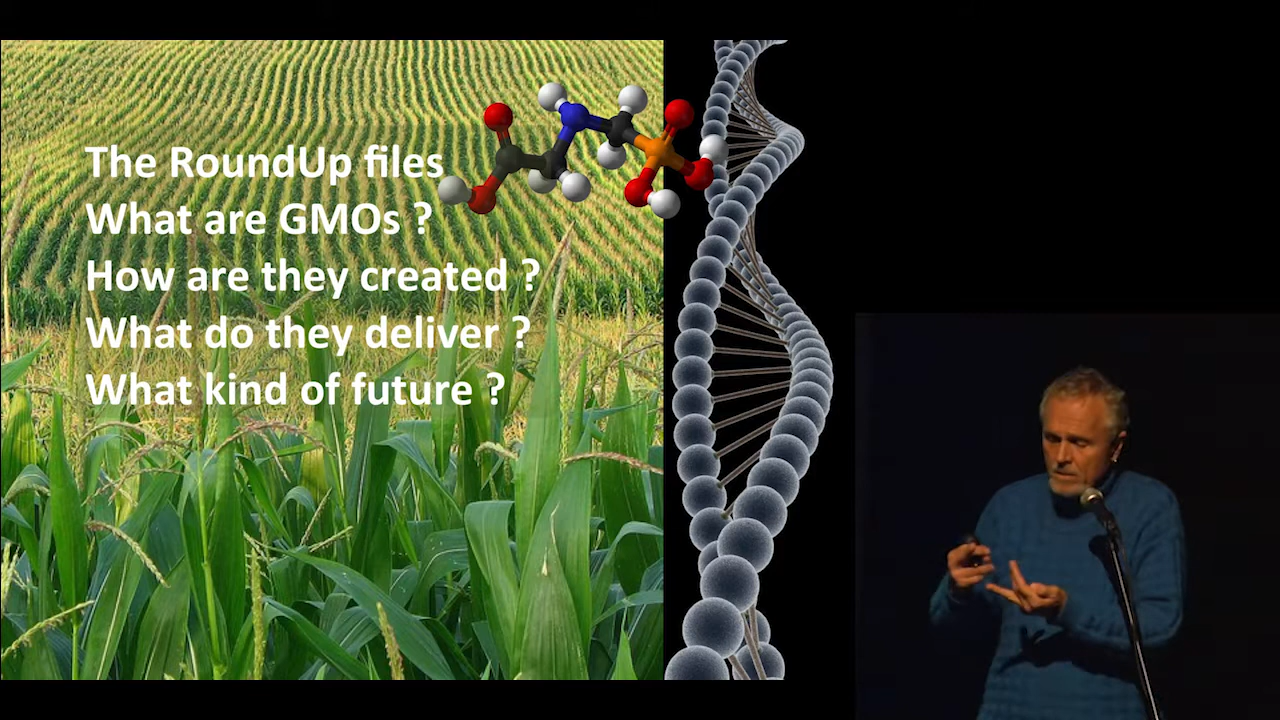 The RoundUp files
What are GMOs ?
How are they created ?
What do they deliver ?
What kind of future ?